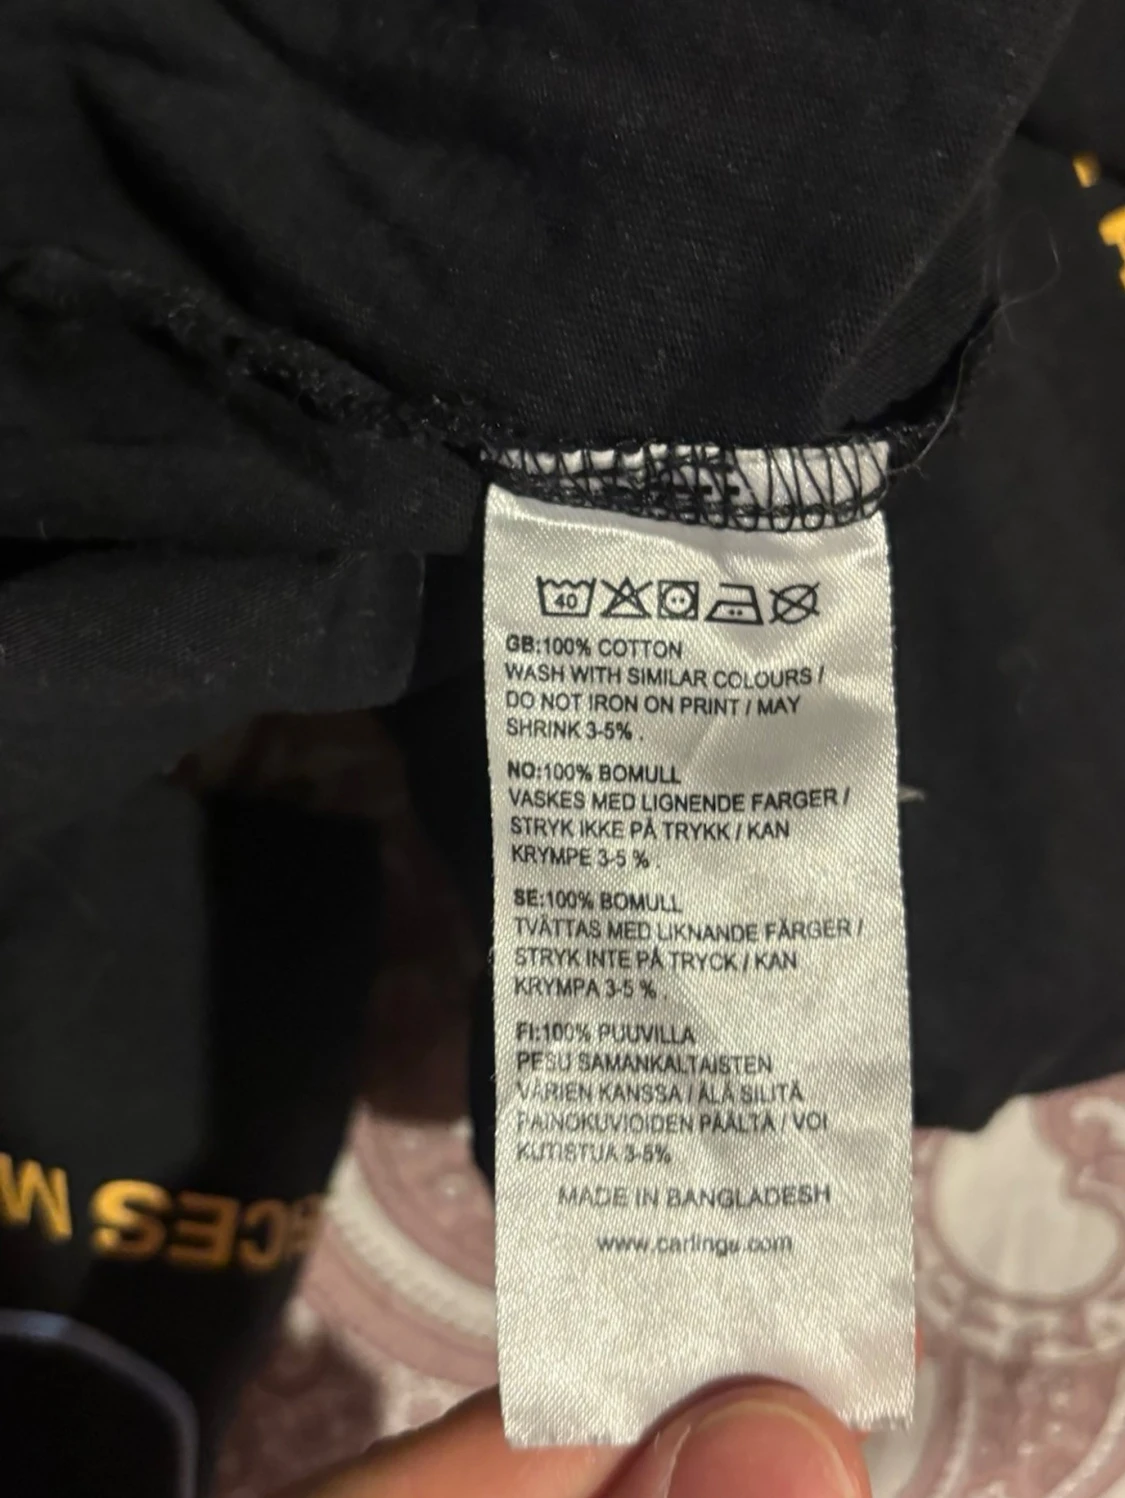 40
GB:100% COTTON
WASH WITH SIMILAR COLOURS /
DO NOT IRON ON PRINT / MAY
SHRINK 3-5% .
NO:100% BOMULL
VASKES MED LIGNENDE FARGER /
STRYK IKKE PÅ TRYKK / KAN
KRYMPE 3-5 % .
SE:100% BOMULL
TVÄTTAS MED LIKNANDE FÄRGER /
STRYK INTE PÅ TRYCK / KAN
KRYMPA 3-5 % .
FI:100% PUUVILLA
PESU SAMANKALTAISTEN
VÄRIEN KANSSA / ÄLÄ SILITÄ
PAINOKUVIOIDEN PÄÄLTÄ / VOI
KUTISTUA 3-5%
MADE IN BANGLADESH
www.carlings.com